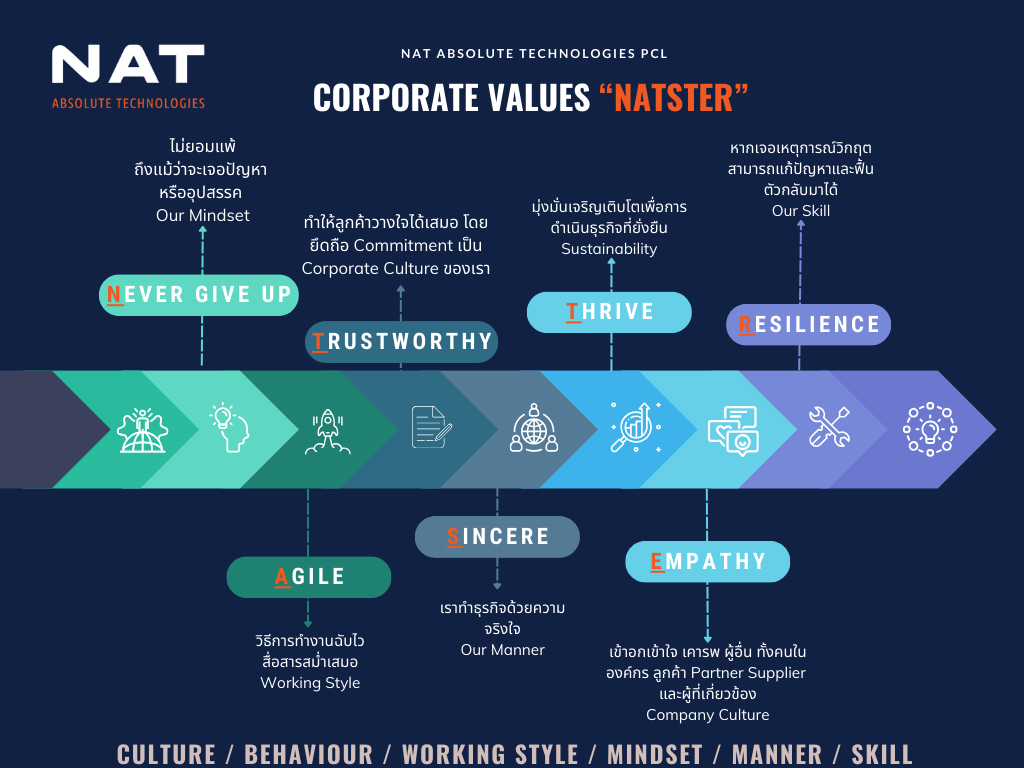 NAT
ABSOLUTE TECHNOLOGIES
NAT ABSOLUTE TECHNOLOGIES PCL
CORPORATE VALUES “NATSTER”
ไม่ยอมแพ้
ถึงแม้ว่าจะเจอปัญหา
หรืออุปสรรค
Our Mindset
NEVER GIVE UP
ทำให้ลูกค้าวางใจได้เสมอ โดย
ยึดถือ Commitment เป็น
Corporate Culture ของเรา
TRUSTWORTHY
มุ่งมั่นเจริญเติบโตเพื่อการ
ดำเนินธุรกิจที่ยั่งยืน
Sustainability
THRIVE
หากเจอเหตุการณ์วิกฤต
สามารถแก้ปัญหาและฟื้น
ตัวกลับมาได้
Our Skill
RESILIENCE
AGILE
วิธีการทำงานฉับไว
สื่อสารสม่ำเสมอ
Working Style
SINCERE
เราทำธุรกิจด้วยความ
จริงใจ
Our Manner
EMPATHY
เข้าอกเข้าใจ เคารพ ผู้อื่น ทั้งคนใน
องค์กร ลูกค้า Partner Supplier
และผู้ที่เกี่ยวข้อง
Company Culture
CULTURE / BEHAVIOUR / WORKING STYLE / MINDSET / MANNER / SKILL